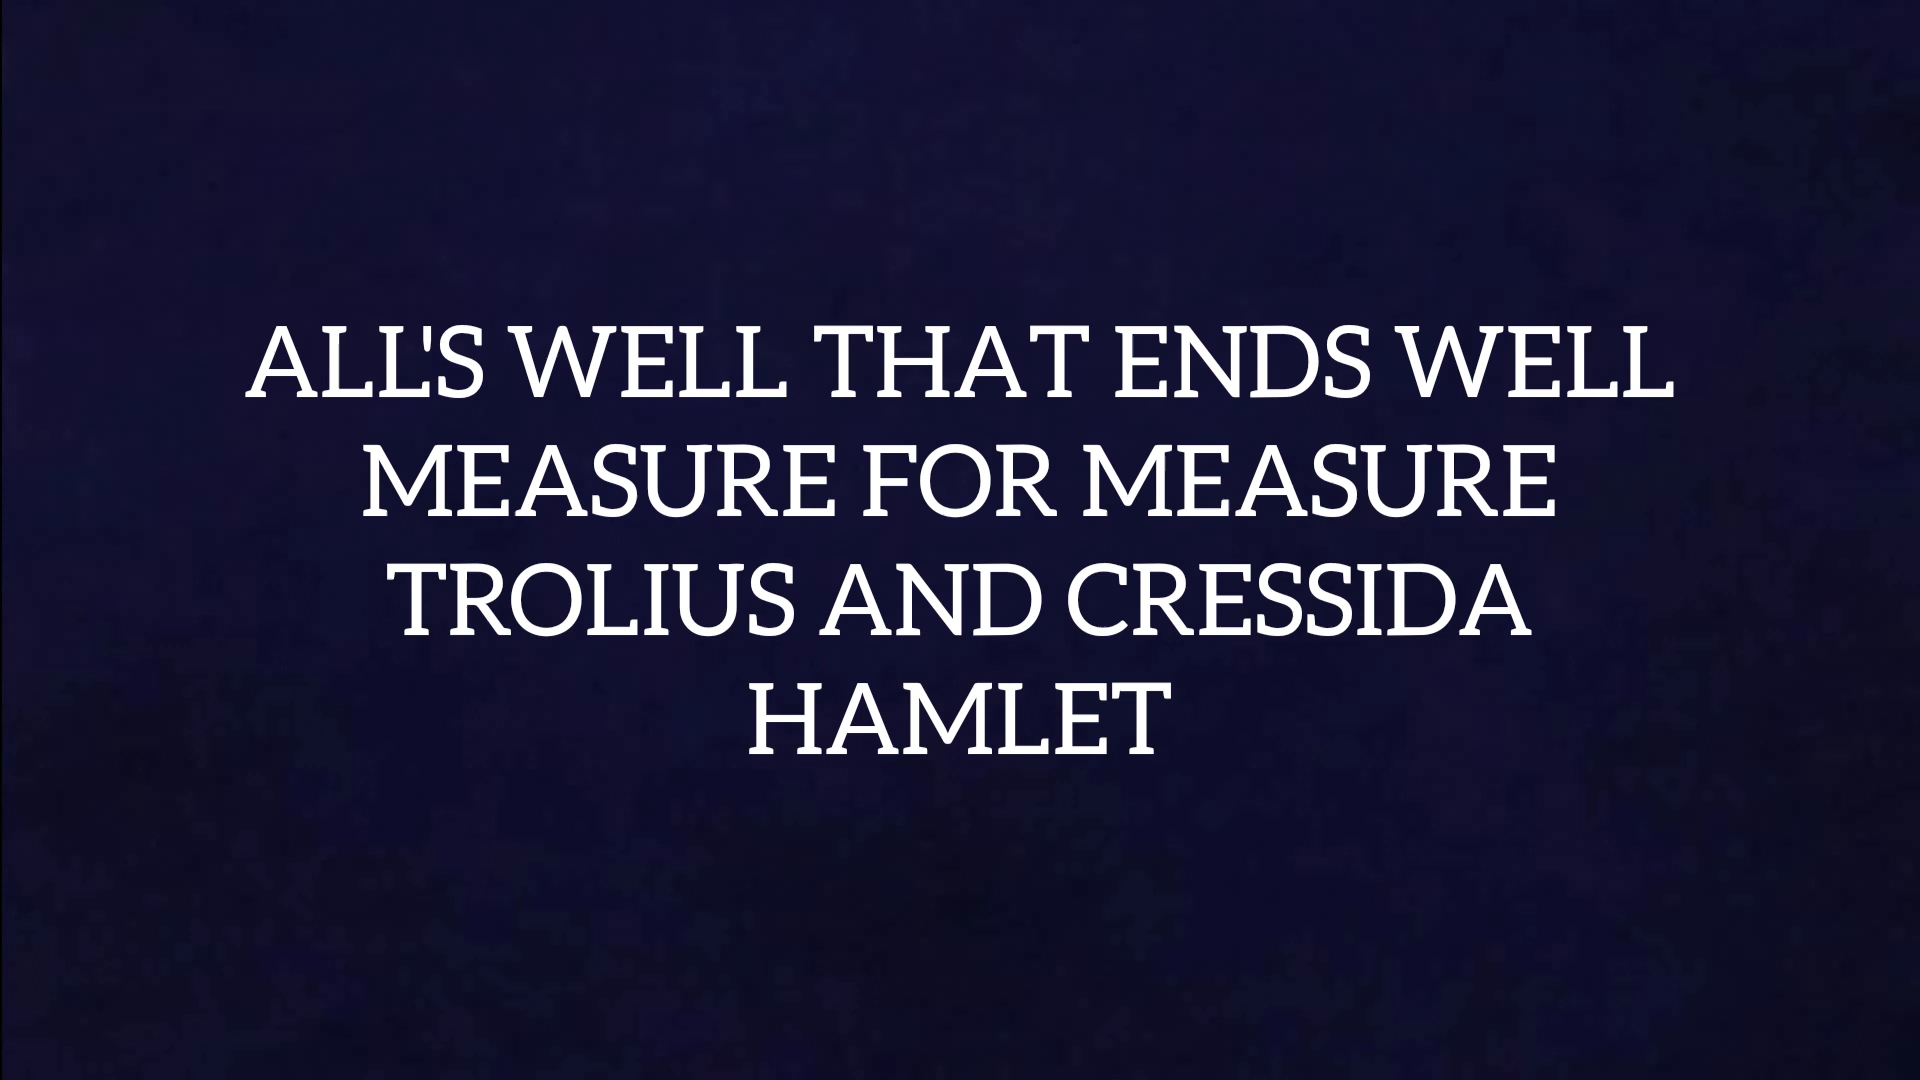 ALL'S WELL THAT ENDS WELL
MEASURE FOR MEASURE
TROLIUS AND CRESSIDA
HAMLET